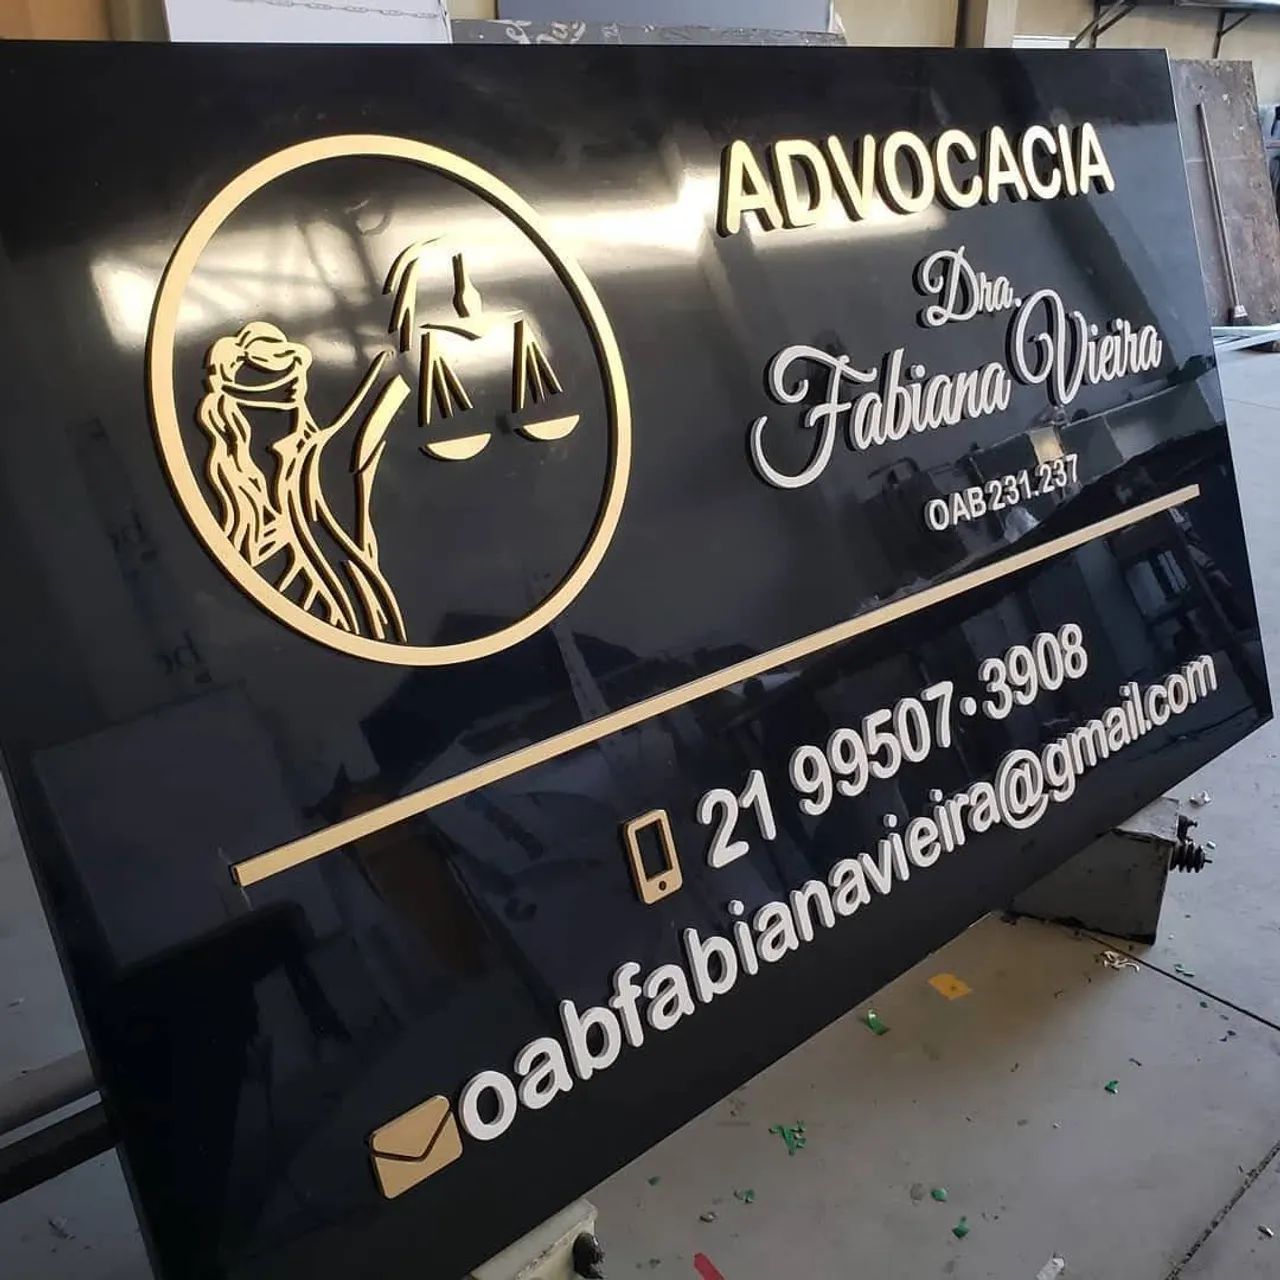 ADVOCACIA
Dra.
Fabiana Vieira
OAB 231.237
21 99507·3908
oabfabianavieira@gmail.com